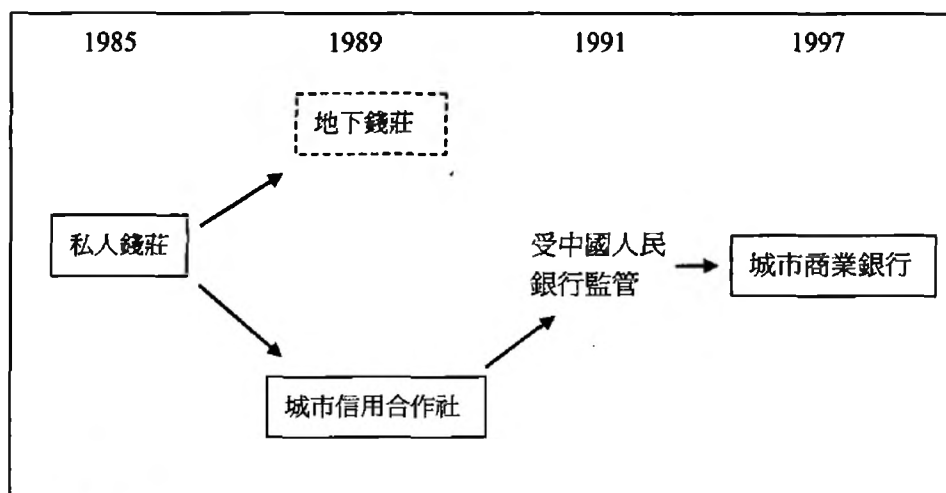 1985 1989 1991 1997
地下錢莊
私人錢莊
受中國人民
銀行監管
城市商業銀行
城市信用合作社